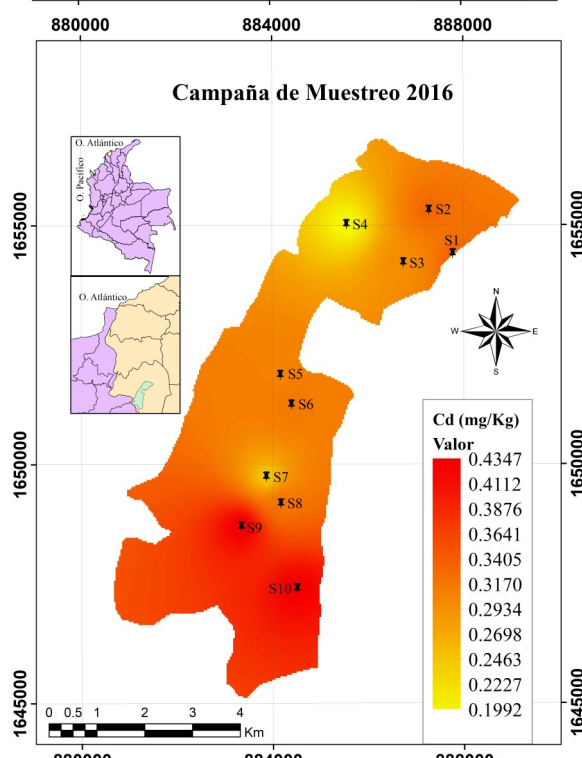 880000 884000 888000
Campaña de Muestreo 2016
O. Atlántico
O. Pacífico
O. Atlántico
1655000
1650000
1645000
1655000
1650000
1645000
S4
S2
S1
S3
S5
S6
S7
S8
S9
S10
N
W E
S
Cd (mg/Kg)
Valor
0.4347
0.4112
0.3876
0.3641
0.3405
0.3170
0.2934
0.2698
0.2463
0.2227
0.1992
0 0.5 1 2 3 4
Km
884000